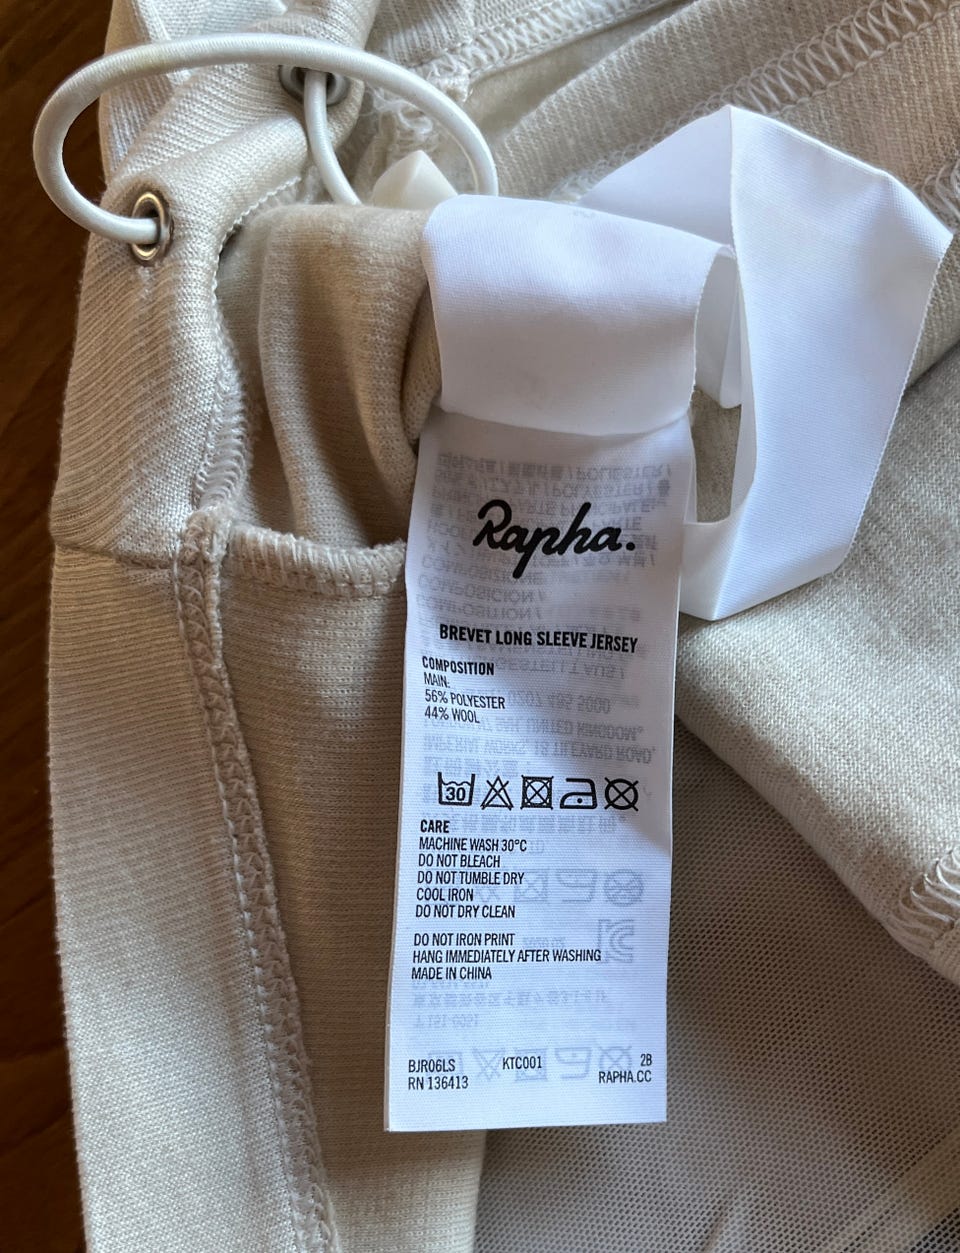 Rapha.
BREVET LONG SLEEVE JERSEY
COMPOSITION
MAIN:
56% POLYESTER
44% WOOL
30
CARE
MACHINE WASH 30°C
DO NOT BLEACH
DO NOT TUMBLE DRY
COOL IRON
DO NOT DRY CLEAN
DO NOT IRON PRINT
HANG IMMEDIATELY AFTER WASHING
MADE IN CHINA
BJR06LS KTC001 2B
RN 136413 RAPHA.CC